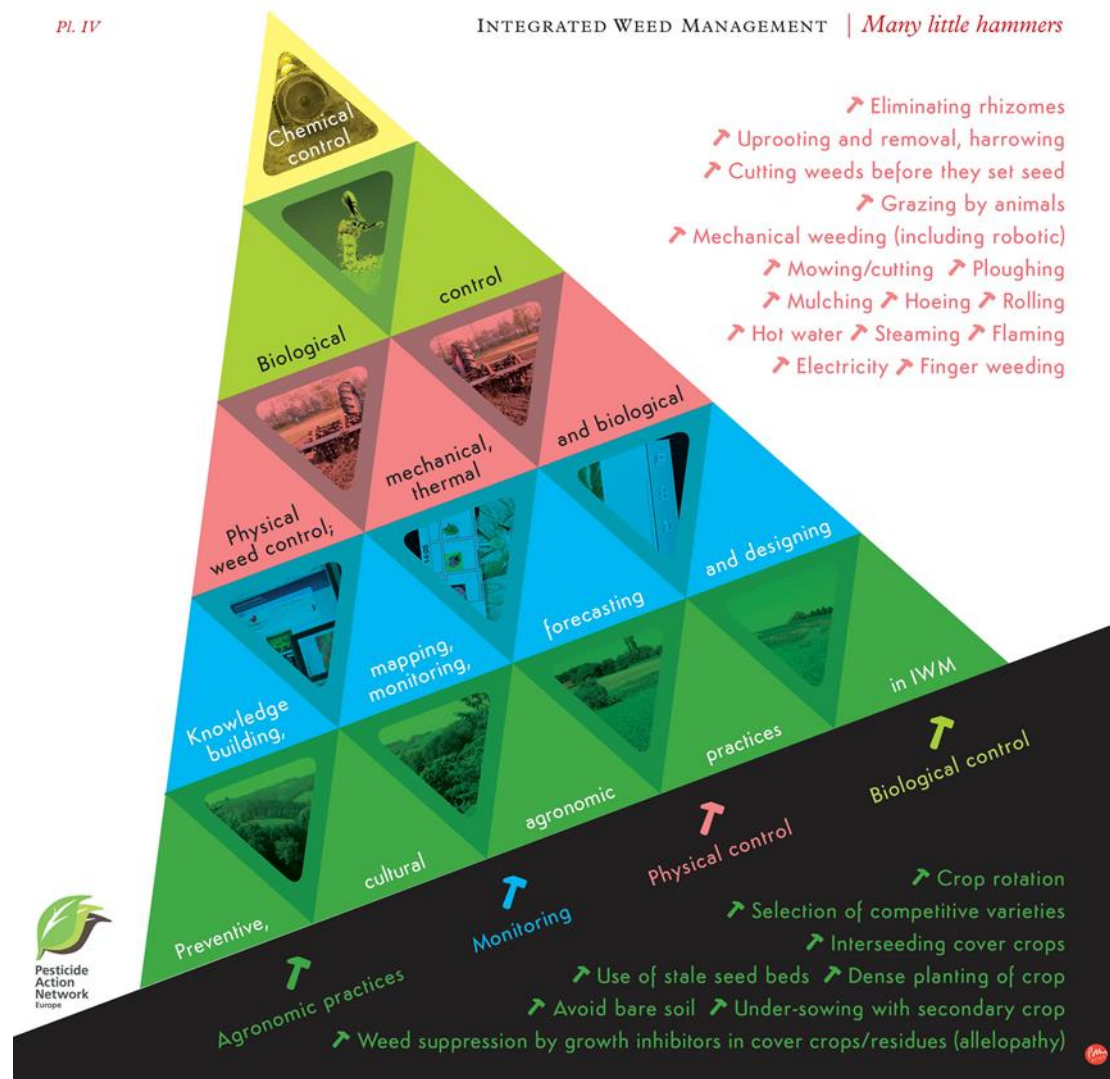 Pl. IV
INTEGRATED WEED MANAGEMENT | Many little hammers
Chemical
control
Biological
control
Physical
weed control;
mechanical,
thermal
and biological
Knowledge
building,
mapping,
monitoring,
forecasting
and designing
Preventive,
cultural
agronomic
practices
in IWM
Eliminating rhizomes
Uprooting and removal, harrowing
Cutting weeds before they set seed
Grazing by animals
Mechanical weeding (including robotic)
Mowing/cutting Ploughing
Mulching Hoeing Rolling
Hot water Steaming Flaming
Electricity Finger weeding
Agronomic practices
Monitoring
Physical control
Biological control
Crop rotation
Selection of competitive varieties
Interseeding cover crops
Use of stale seed beds Dense planting of crop
Avoid bare soil Under-sowing with secondary crop
Weed suppression by growth inhibitors in cover crops/residues (allelopathy)
Pesticide
Action
Network
Europe